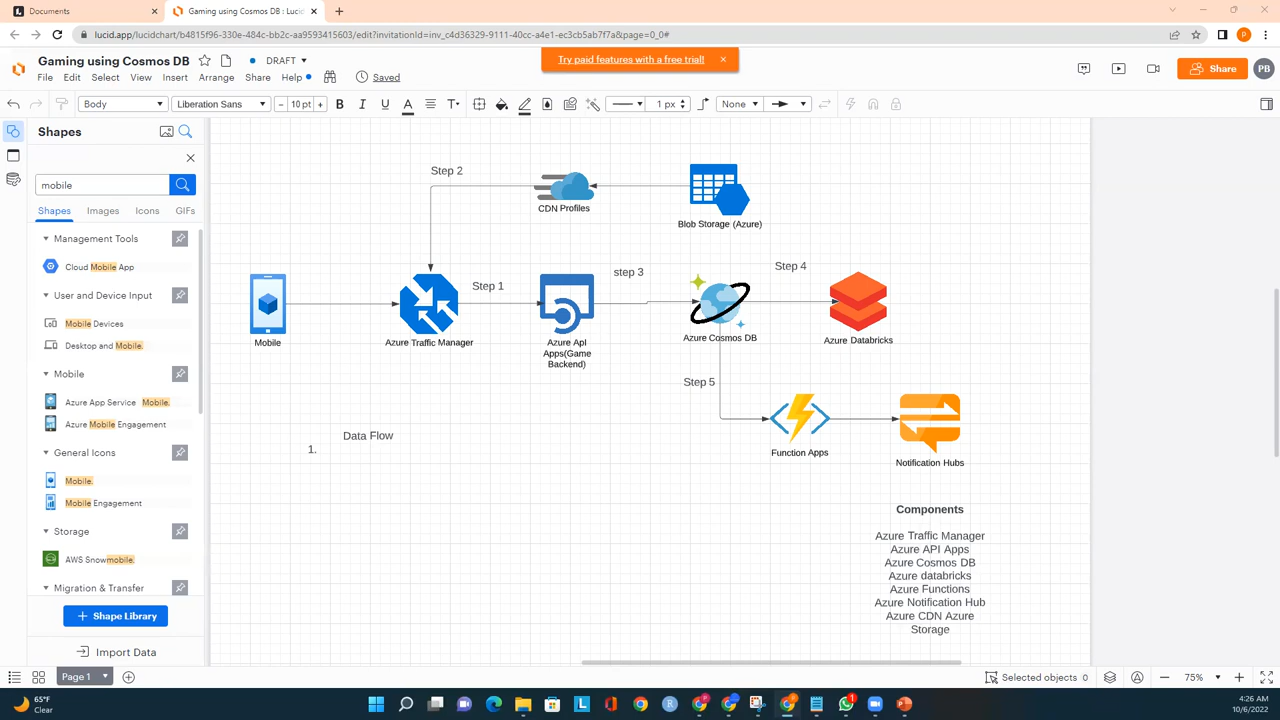 Documents
Gaming using Cosmos DB : Lucid
lucid.app/lucidchart/b4815f96-330e-484c-bb2c-aa9593415603/edit?invitationId=inv_c4d36329-9111-40cc-a4e1-ec3cb5ab7f7a&page=0_0#
P
Gaming using Cosmos DB
DRAFT
Try paid features with a free trial!
Share
PB
File
Edit
Select
View
Insert
Arrange
Share
Help
Saved
Body
Liberation Sans
10 pt
B
I
U
A
T
1 px
None
Shapes
mobile
Shapes
Images
Icons
GIFs
Management Tools
Cloud Mobile App
User and Device Input
Mobile Devices
Desktop and Mobile.
Mobile
Azure App Service Mobile.
Azure Mobile Engagement
General Icons
Mobile.
Mobile Engagement
Storage
AWS Snowmobile.
Migration & Transfer
+ Shape Library
Import Data
Step 2
CDN Profiles
Blob Storage (Azure)
Step 1
step 3
Step 4
Mobile
Azure Traffic Manager
Azure Api
Apps(Game
Backend)
Azure Cosmos DB
Azure Databricks
Step 5
Function Apps
Notification Hubs
Data Flow
1.
Components
Azure Traffic Manager
Azure API Apps
Azure Cosmos DB
Azure databricks
Azure Functions
Azure Notification Hub
Azure CDN Azure
Storage
Page 1
Selected objects 0
75%
65°F
Clear
4:26 AM
10/6/2022